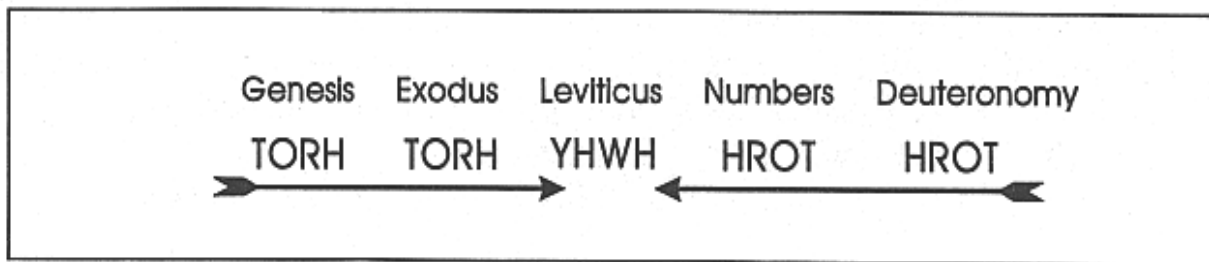 Genesis Exodus Leviticus Numbers Deuteronomy
TORH TORH YHWH HROT HROT